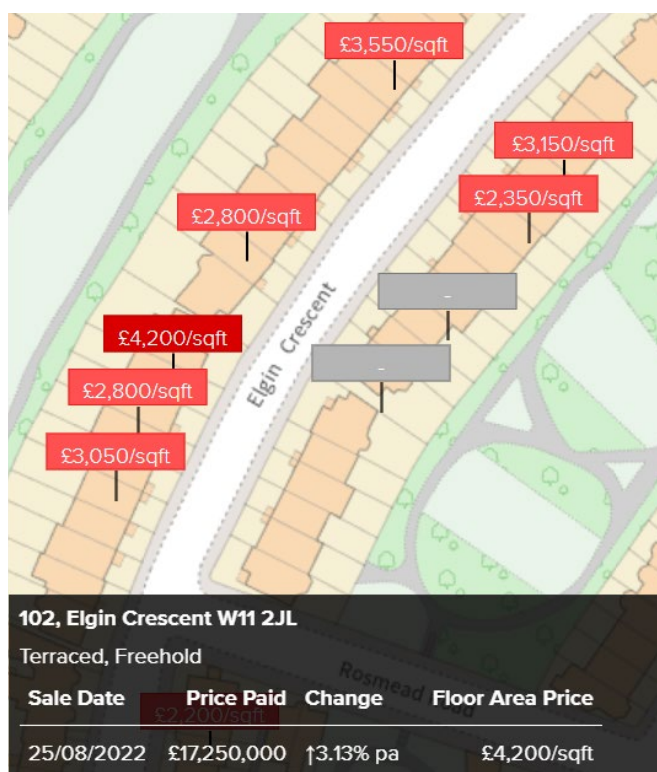 £3,550/sqft
£3,150/sqft
£2,350/sqft
£2,800/sqft
-
£4,200/sqft
-
£2,800/sqft
£3,050/sqft
Elgin Crescent
102, Elgin Crescent W11 2JL
Terraced, Freehold
Rosmead Road
Sale Date Price Paid Change Floor Area Price
£2,200/sqft
25/08/2022 £17,250,000 ↑3.13% pa £4,200/sqft